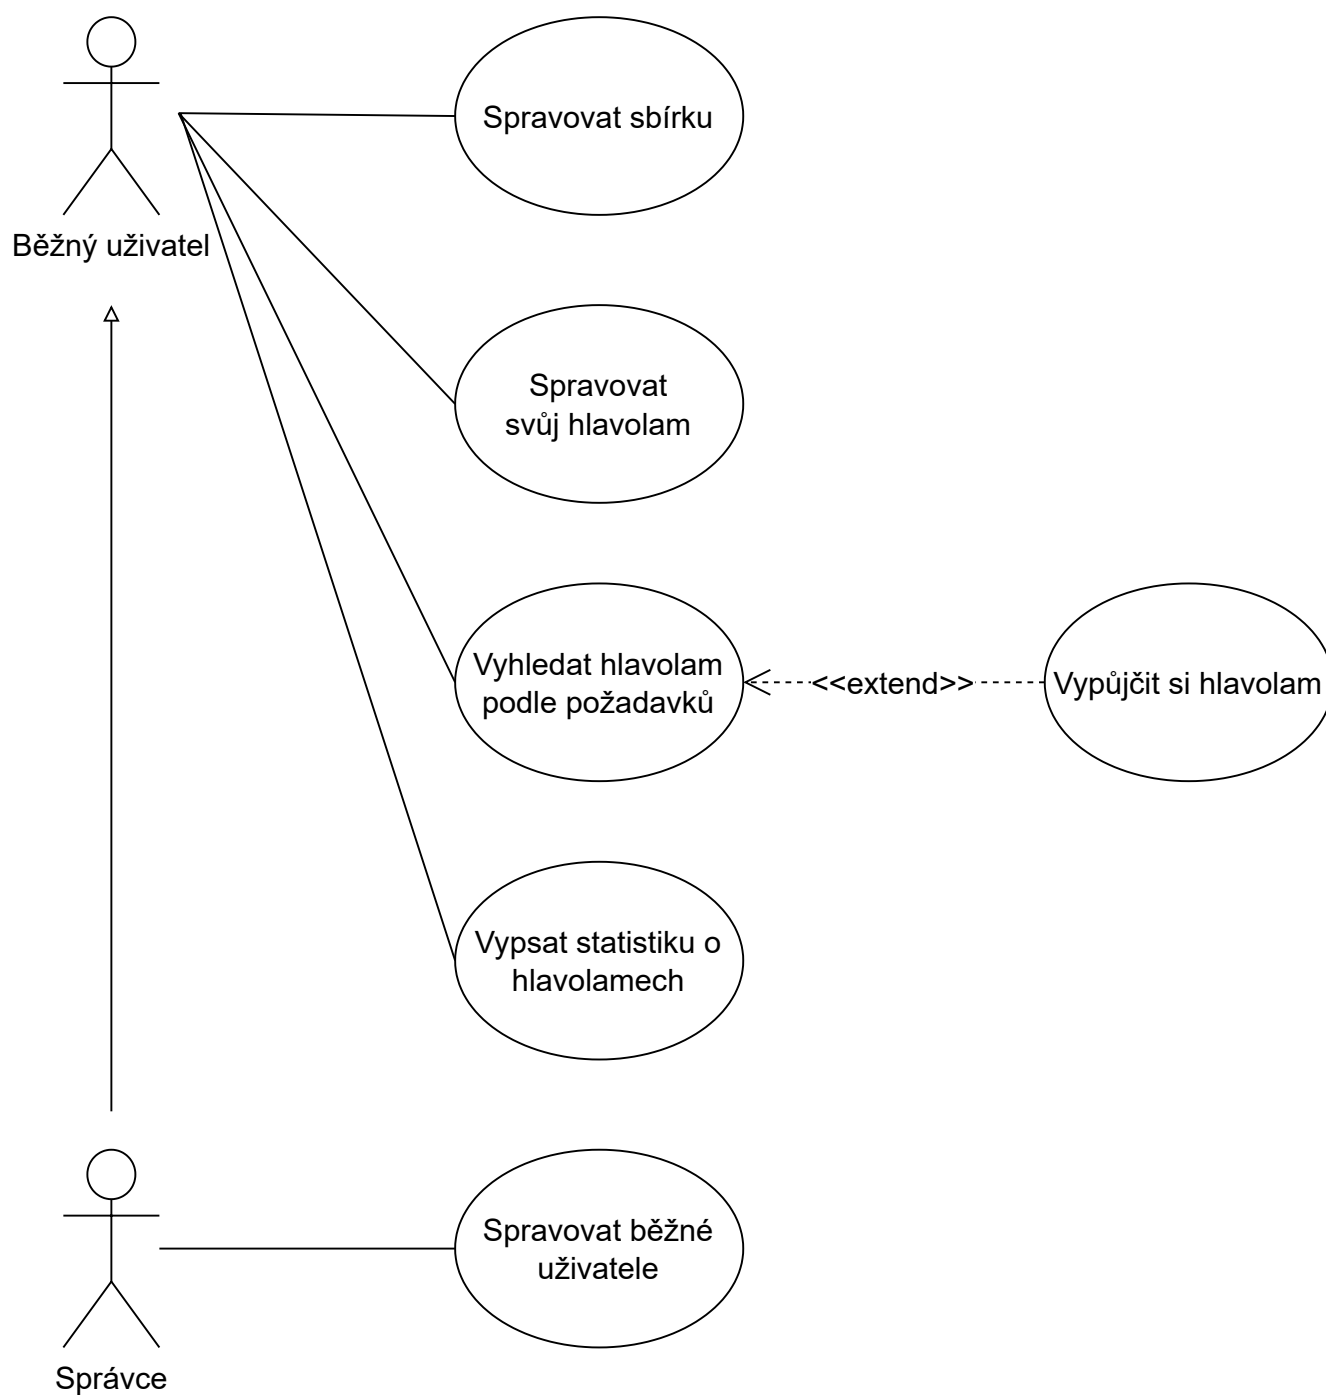 Běžný uživatel
Spravovat sbírku
Spravovat
svůj hlavolam
Vyhledat hlavolam
podle požadavků
<<extend>>
Vypůjčit si hlavolam
Vypsat statistiku o
hlavolamech
Spravovat běžné
uživatele
Správce